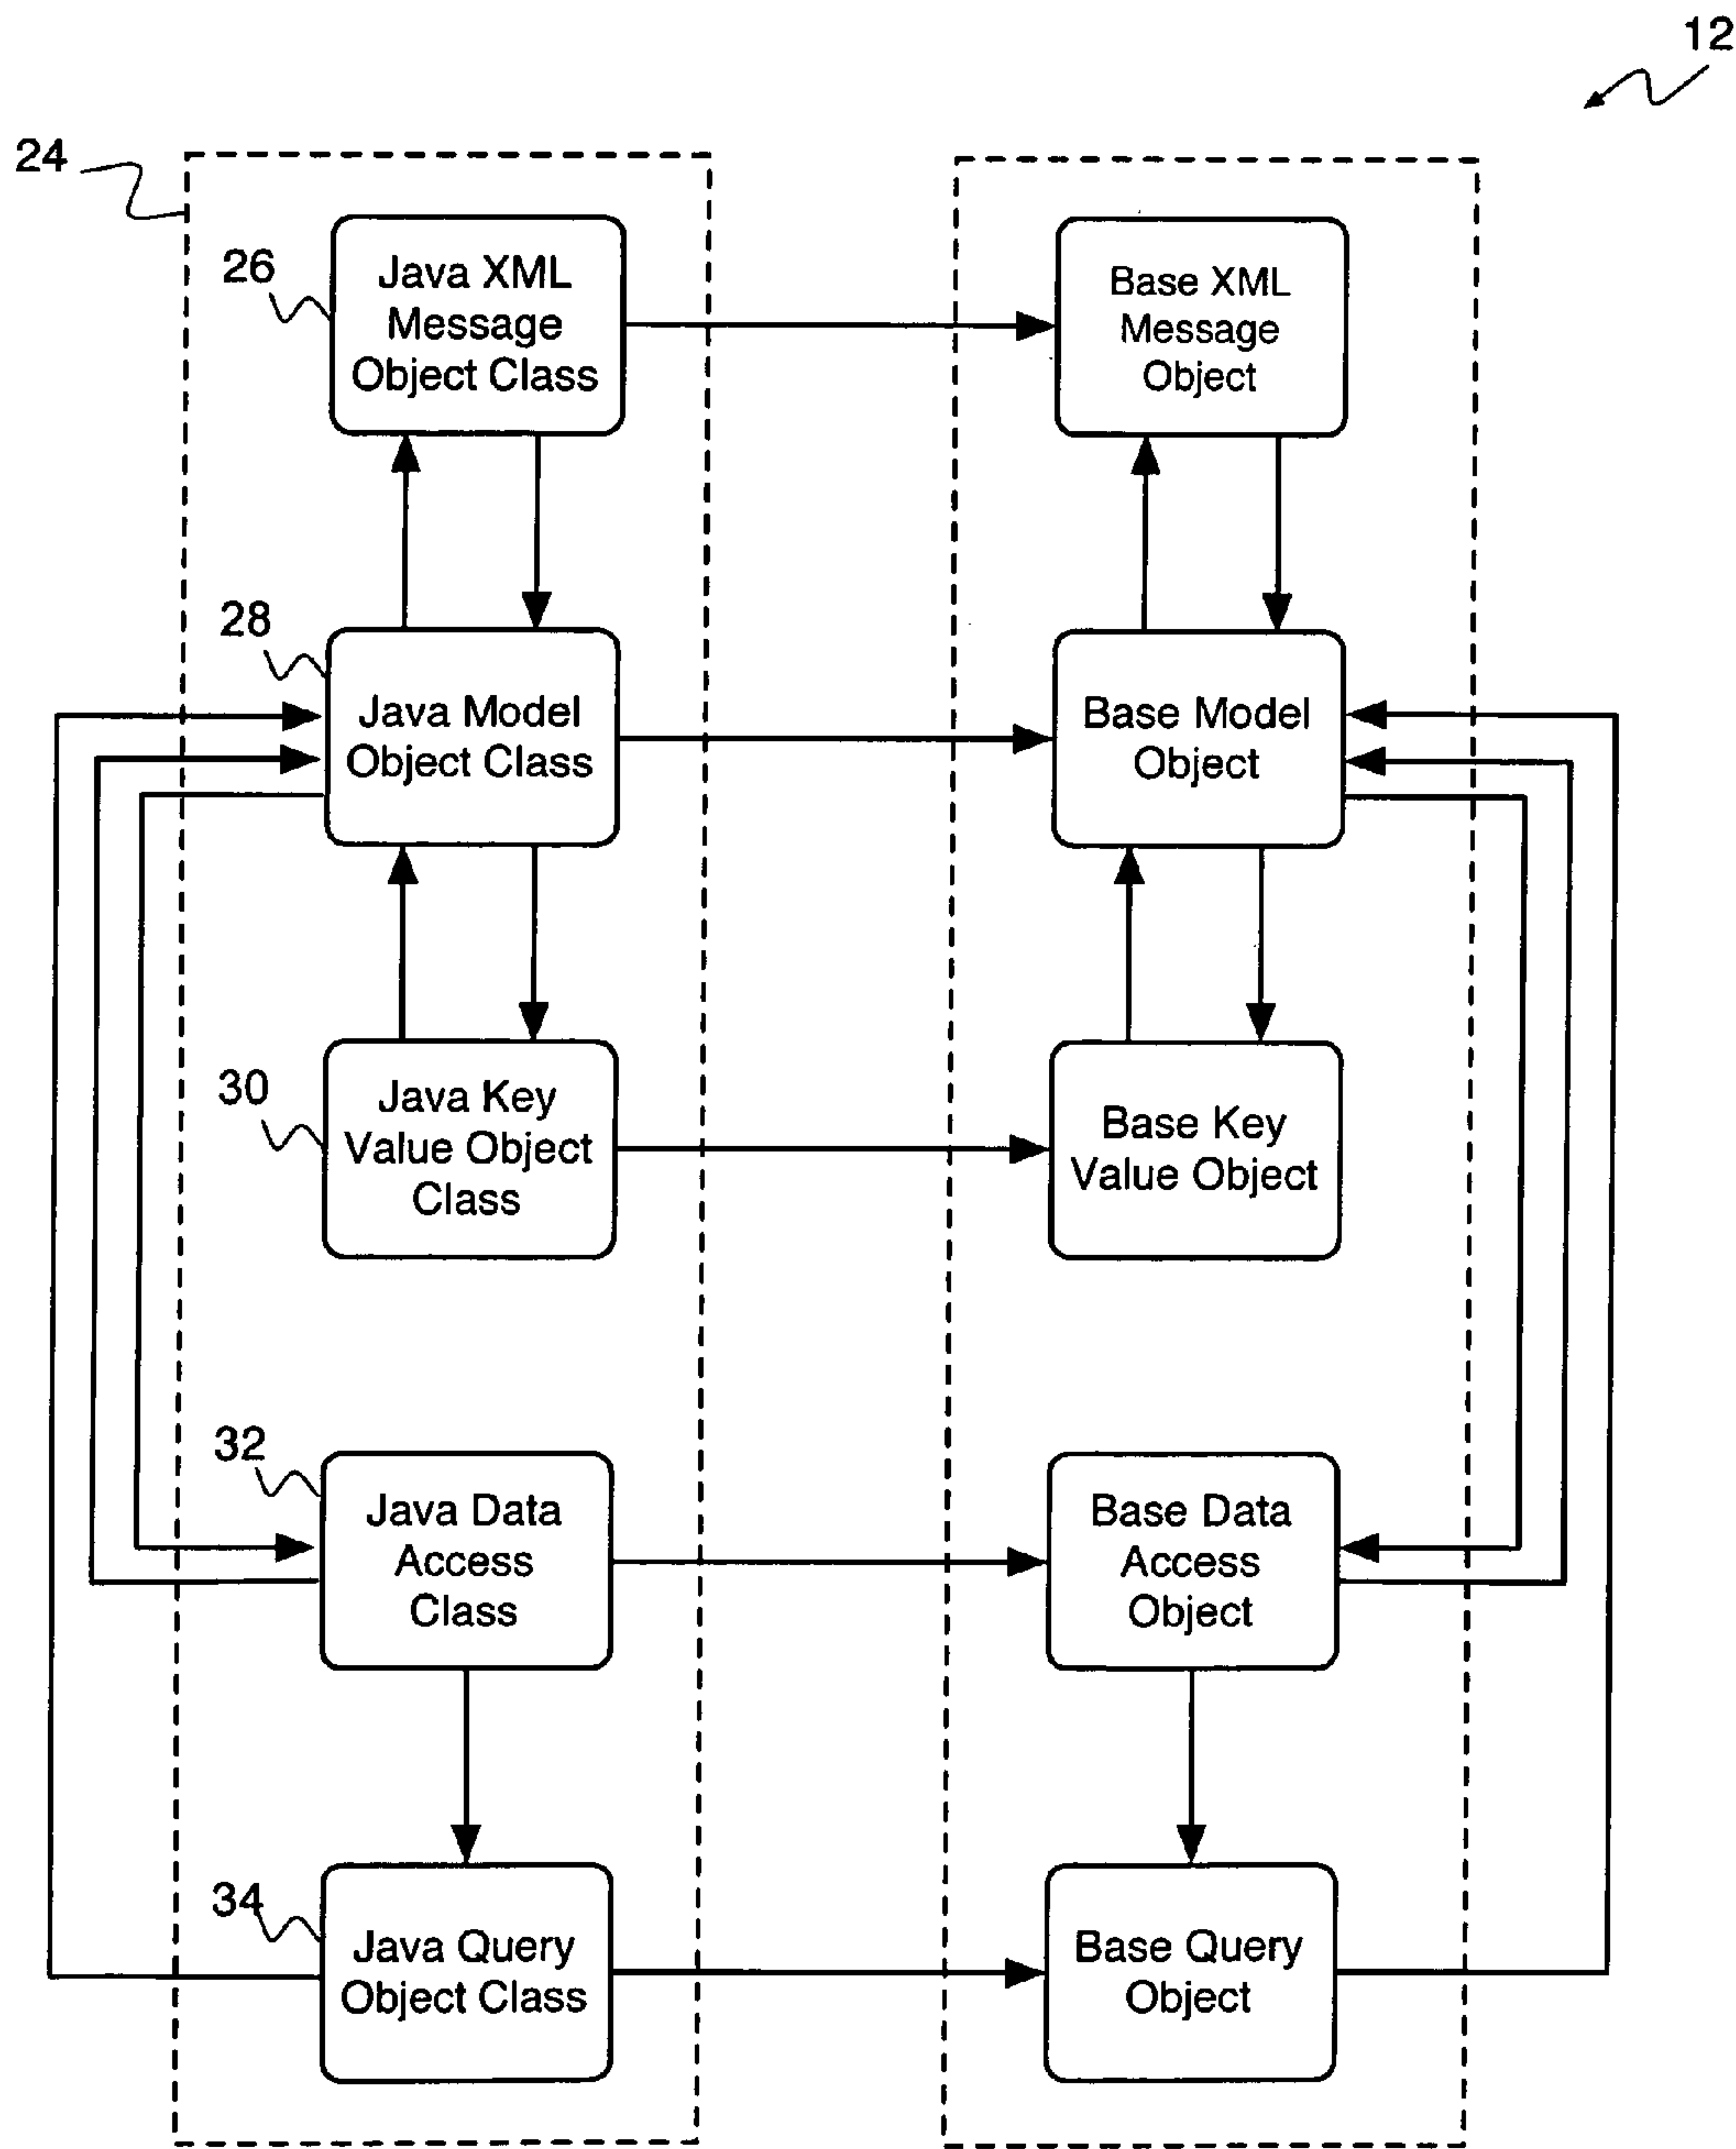 12
24
26
Java XML
Message
Object Class
Base XML
Message
Object
28
Java Model
Object Class
Base Model
Object
30
Java Key
Value Object
Class
Base Key
Value Object
32
Java Data
Access
Class
Base Data
Access
Object
34
Java Query
Object Class
Base Query
Object